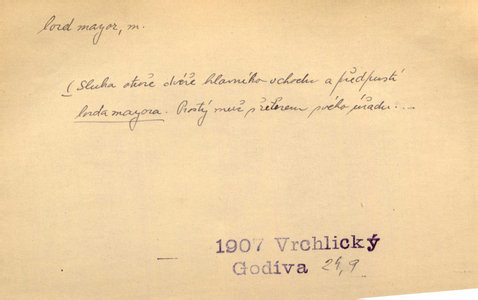 lord mayor, m.
(Sluha otevře dvéře hlavního vchodu a předpustí
lorda mayora. Prostý muž s řetězem svého úřadu. ...
1907 Vrchlický
Godiva 24, 9